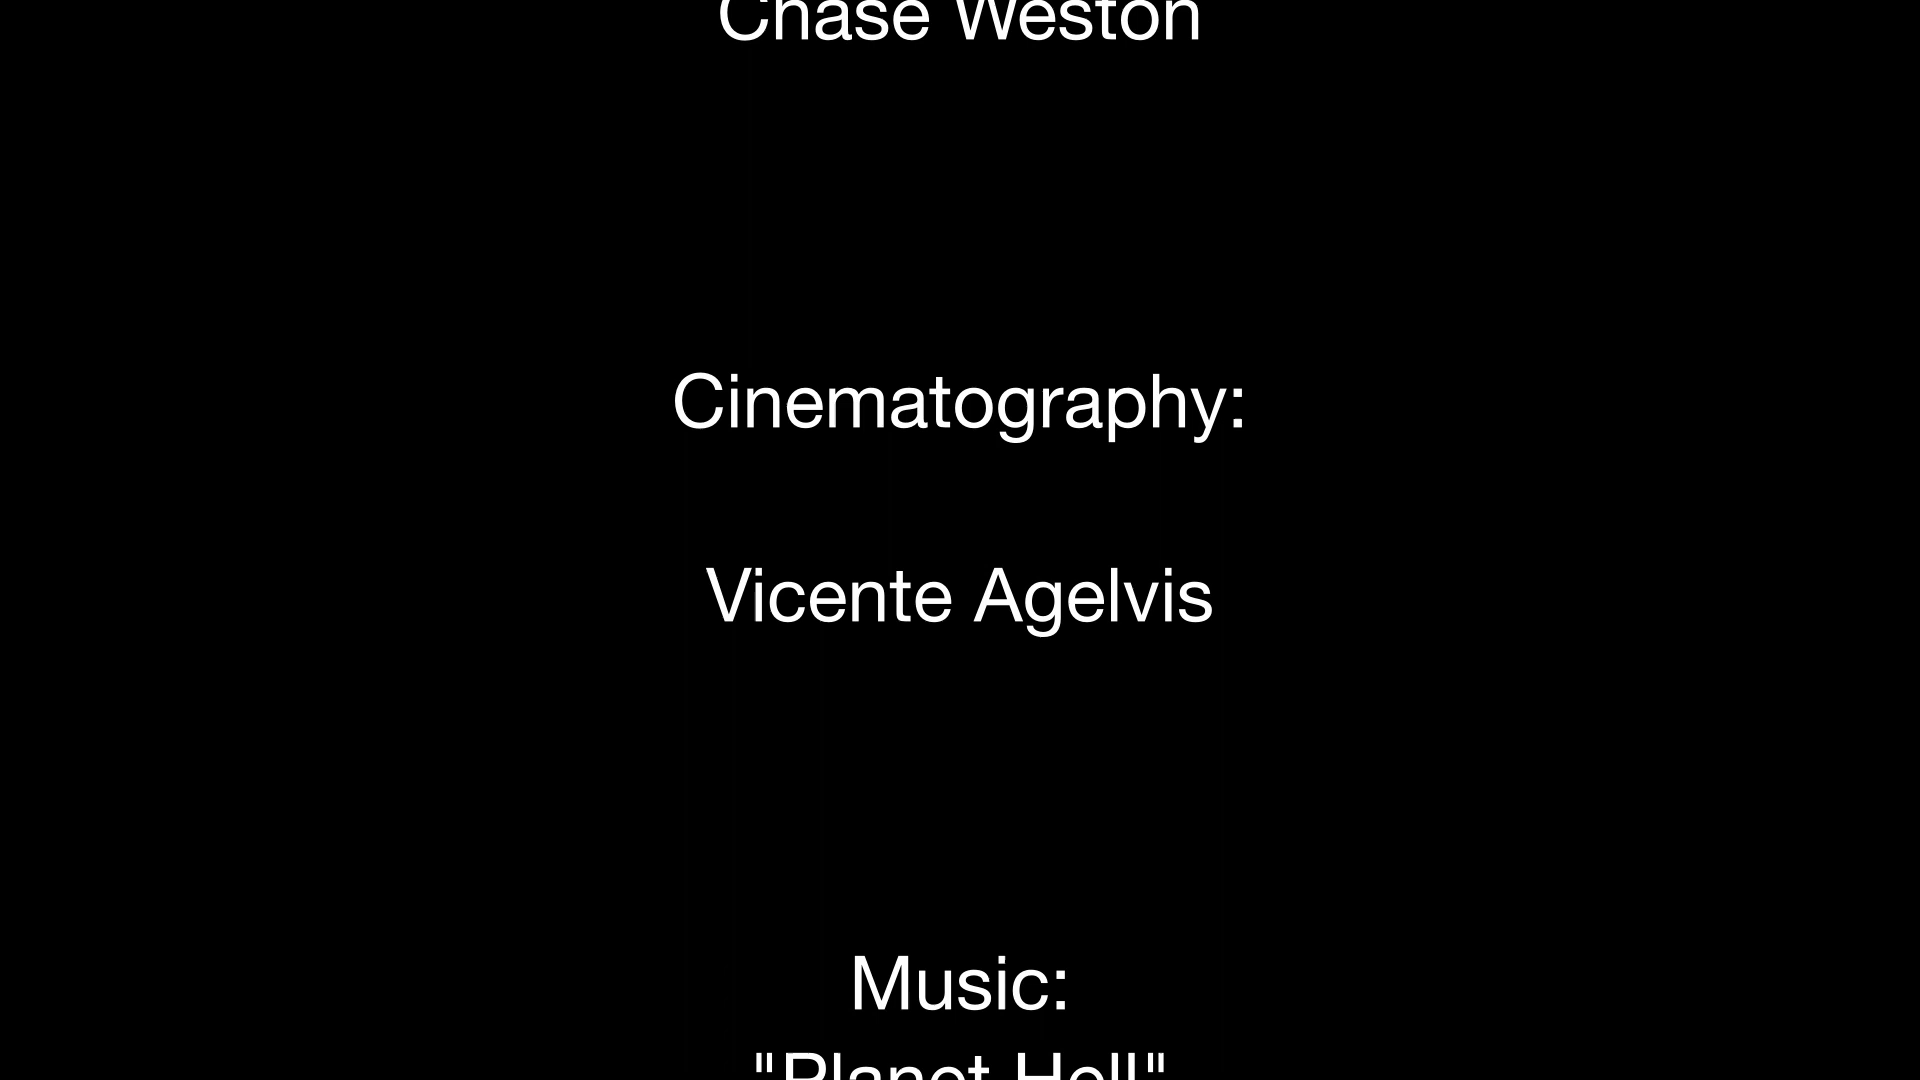 Chase Weston
Cinematography:
Vicente Agelvis
Music:
"Planet Hell"